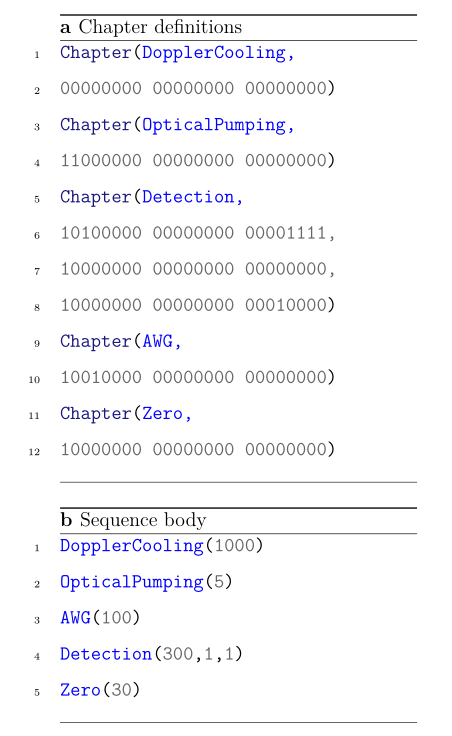 a Chapter definitions
1 Chapter(DopplerCooling,
2 00000000 00000000 00000000)
3 Chapter(OpticalPumping,
4 11000000 00000000 00000000)
5 Chapter(Detection,
6 10100000 00000000 00001111,
7 10000000 00000000 00000000,
8 10000000 00000000 00010000)
9 Chapter(AWG,
10 10010000 00000000 00000000)
11 Chapter(Zero,
12 10000000 00000000 00000000)
b Sequence body
1 DopplerCooling(1000)
2 OpticalPumping(5)
3 AWG(100)
4 Detection(300,1,1)
5 Zero(30)